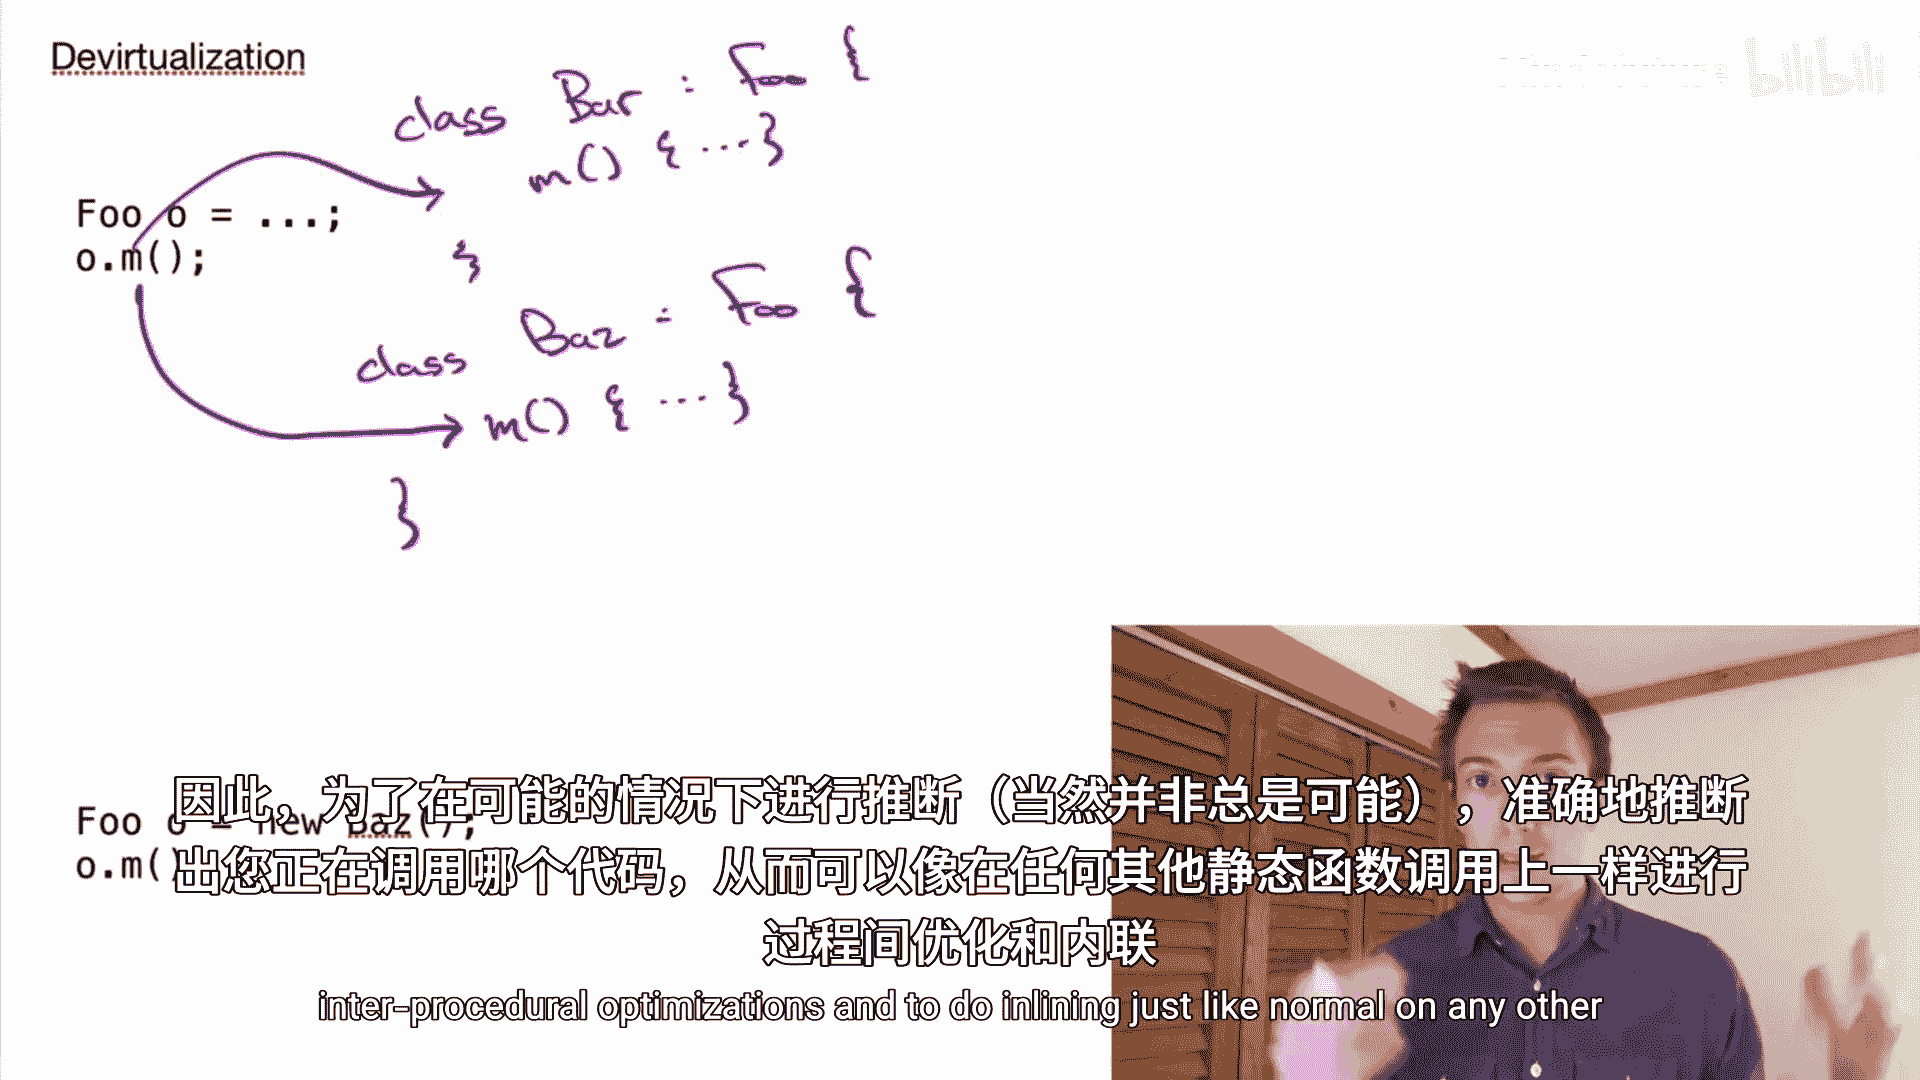 Devirtualization
class Bar : Foo {
m() { ... }
}
Foo o = ...;
o.m();
class Baz : Foo {
m() { ... }
}
Foo o = new Baz();
o.m()
因此，为了在可能的情况下进行推断（当然并非总是可能），准确地推断
出您正在调用哪个代码，从而可以像在任何其他静态函数调用上一样进行
过程间优化和内联
inter-procedural optimizations and to do inlining just like normal on any other
bilibili